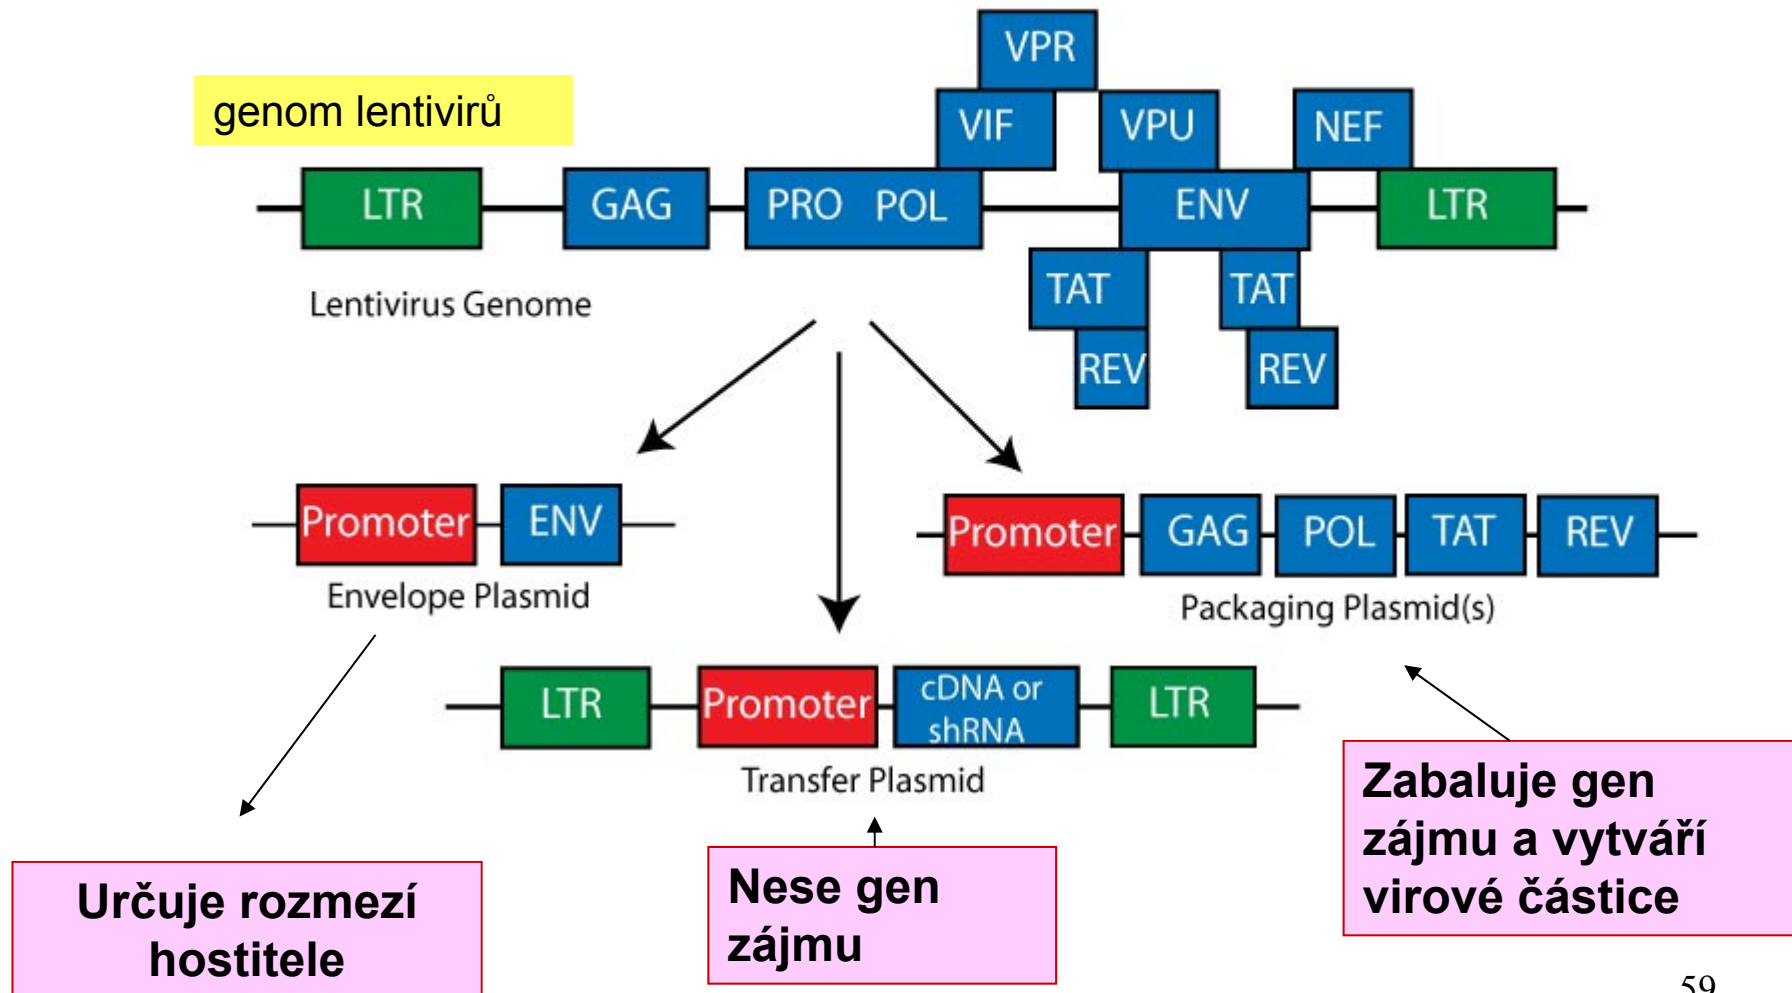 VPR
genom lentivirů
VIF VPU NEF
LTR GAG PRO POL ENV LTR
Lentivirus Genome
TAT TAT
REV REV
Promoter ENV
Envelope Plasmid
Promoter GAG POL TAT REV
Packaging Plasmid(s)
LTR Promoter cDNA or
shRNA LTR
Transfer Plasmid
Určuje rozmezí
hostitele
Nese gen
zájmu
Zabaluje gen
zájmu a vytváří
virové částice
59